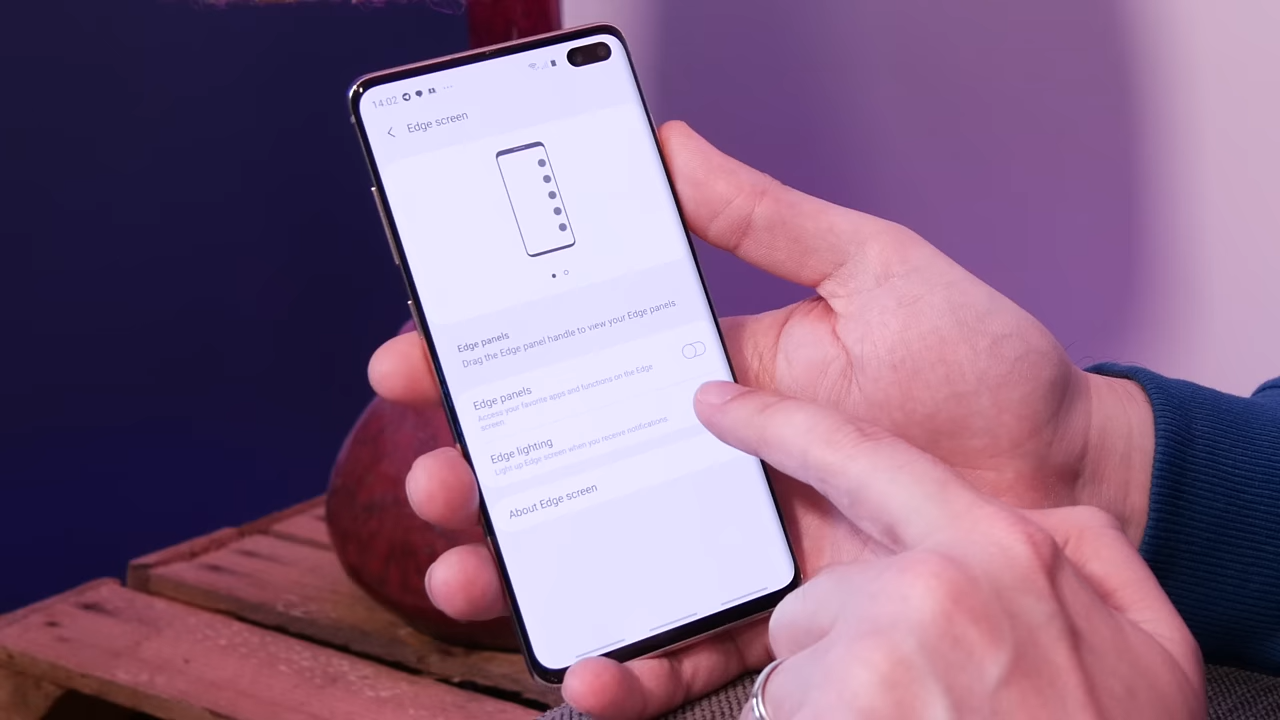 14:02
Edge screen
Edge panels
Drag the Edge panel handle to view your Edge panels.
Edge panels
Access your favorite apps and functions on the Edge
screen.
Edge lighting
Light up Edge screen when you receive notifications.
About Edge screen